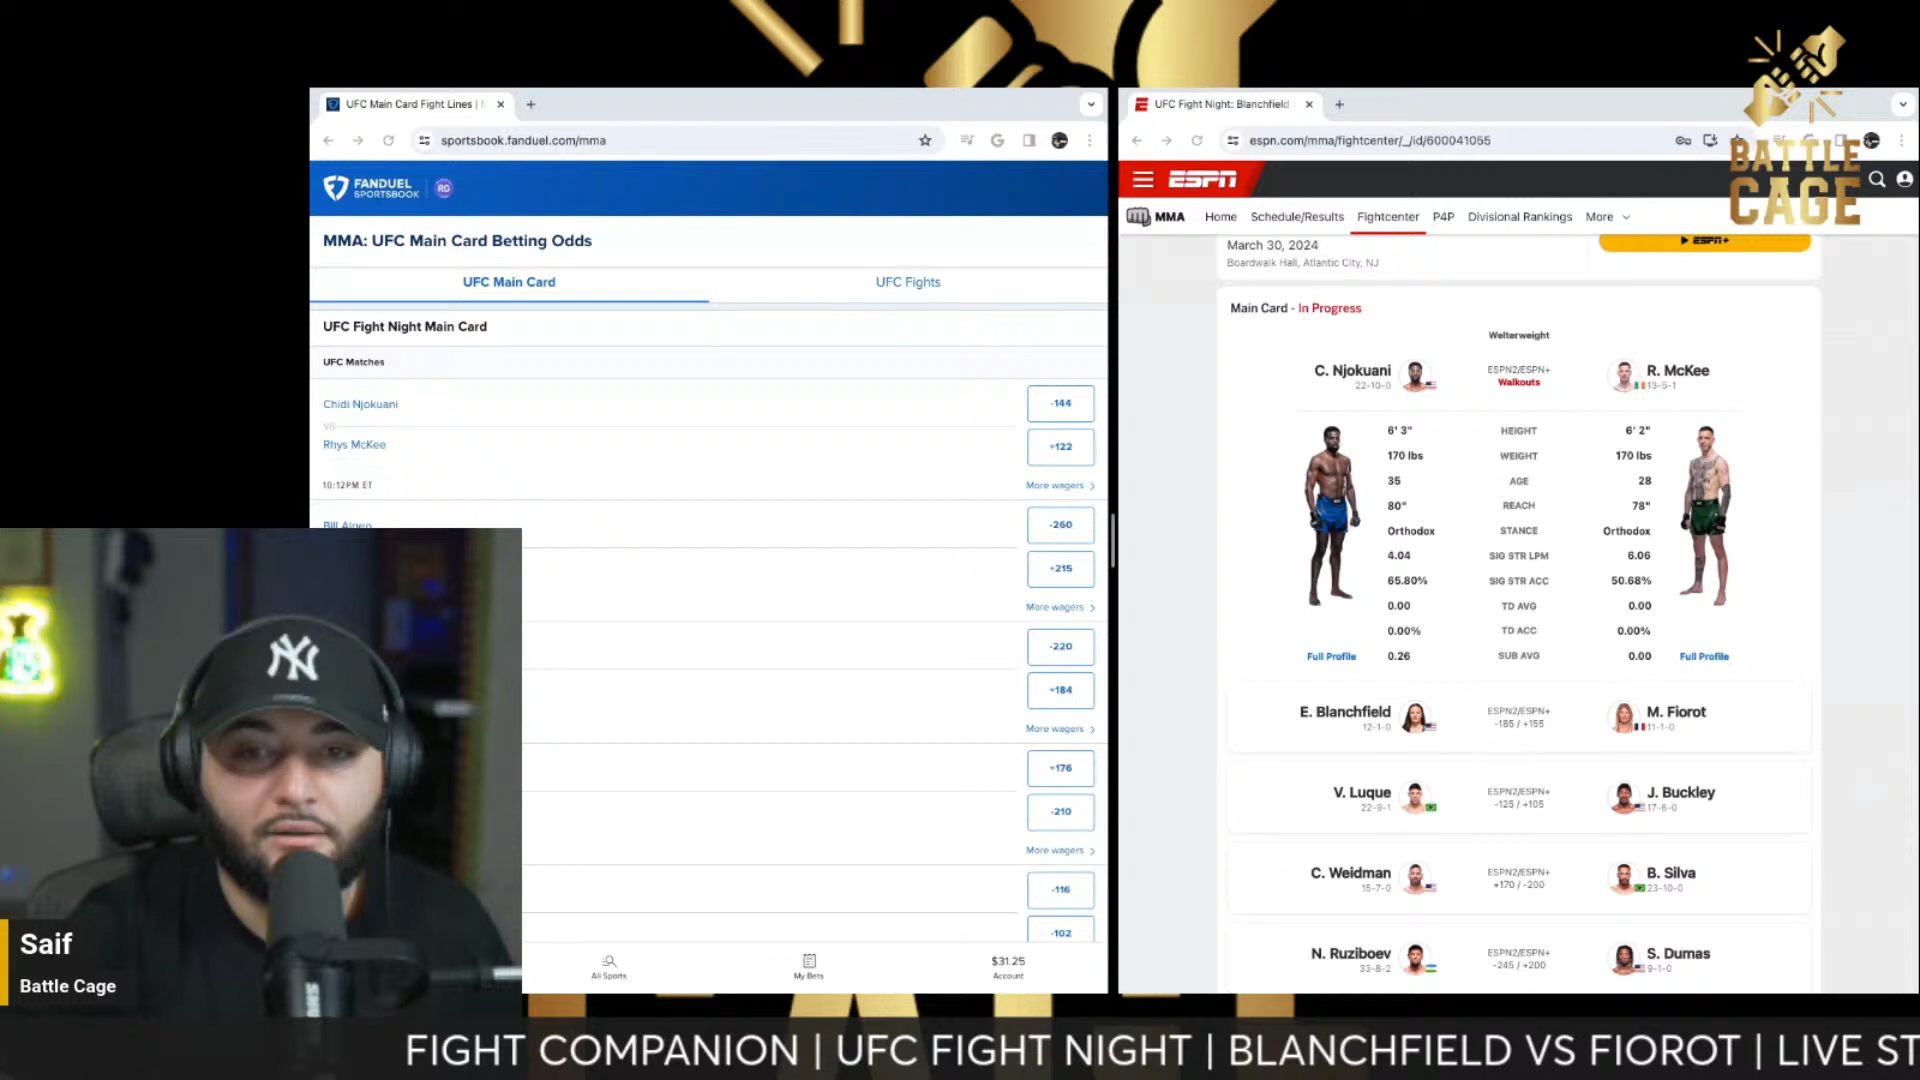 UFC Main Card Fight Lines |
sportsbook.fanduel.com/mma
FANDUEL
SPORTSBOOK
RG
MMA: UFC Main Card Betting Odds
UFC Main Card
UFC Fights
UFC Fight Night Main Card
UFC Matches
Chidi Njokuani
-144
VS
Rhys McKee
+122
10:12PM ET
More wagers >
Bill Algeo
-260
+215
More wagers >
-220
+184
More wagers >
+176
-210
More wagers >
-116
-102
All Sports
My Bets
$31.25
Account
UFC Fight Night: Blanchfield
espn.com/mma/fightcenter/_/id/600041055
BATTLE
CAGE
ESPN
MMA
Home
Schedule/Results
Fightcenter
P4P
Divisional Rankings
More
March 30, 2024
Boardwalk Hall, Atlantic City, NJ
ESPN+
Main Card - In Progress
Welterweight
C. Njokuani
22-10-0
ESPN2/ESPN+
Walkouts
R. McKee
13-5-1
6' 3" HEIGHT 6' 2"
170 lbs WEIGHT 170 lbs
35 AGE 28
80" REACH 78"
Orthodox STANCE Orthodox
4.04 SIG STR LPM 6.06
65.80% SIG STR ACC 50.68%
0.00 TD AVG 0.00
0.00% TD ACC 0.00%
Full Profile 0.26 SUB AVG 0.00 Full Profile
E. Blanchfield
12-1-0
ESPN2/ESPN+
-185 / +155
M. Fiorot
11-1-0
V. Luque
22-9-1
ESPN2/ESPN+
-125 / +105
J. Buckley
17-6-0
C. Weidman
15-7-0
ESPN2/ESPN+
+170 / -200
B. Silva
23-10-0
N. Ruziboev
33-8-2
ESPN2/ESPN+
-245 / +200
S. Dumas
9-1-0
NY
Saif
Battle Cage
FIGHT COMPANION | UFC FIGHT NIGHT | BLANCHFIELD VS FIOROT | LIVE ST